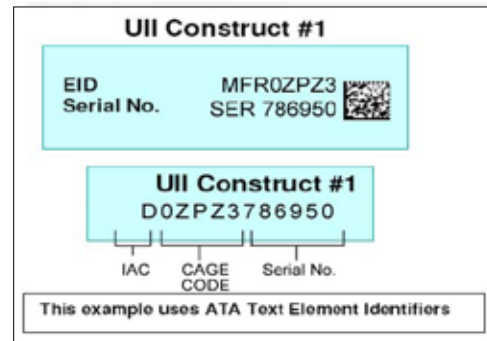 UII Construct #1
EID MFR0ZPZ3
Serial No. SER 786950
UII Construct #1
D0ZPZ3786950
IAC CAGE CODE Serial No.
This example uses ATA Text Element Identifiers